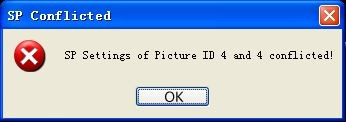 SP Conflicted
SP Settings of Picture ID 4 and 4 conflicted!
OK